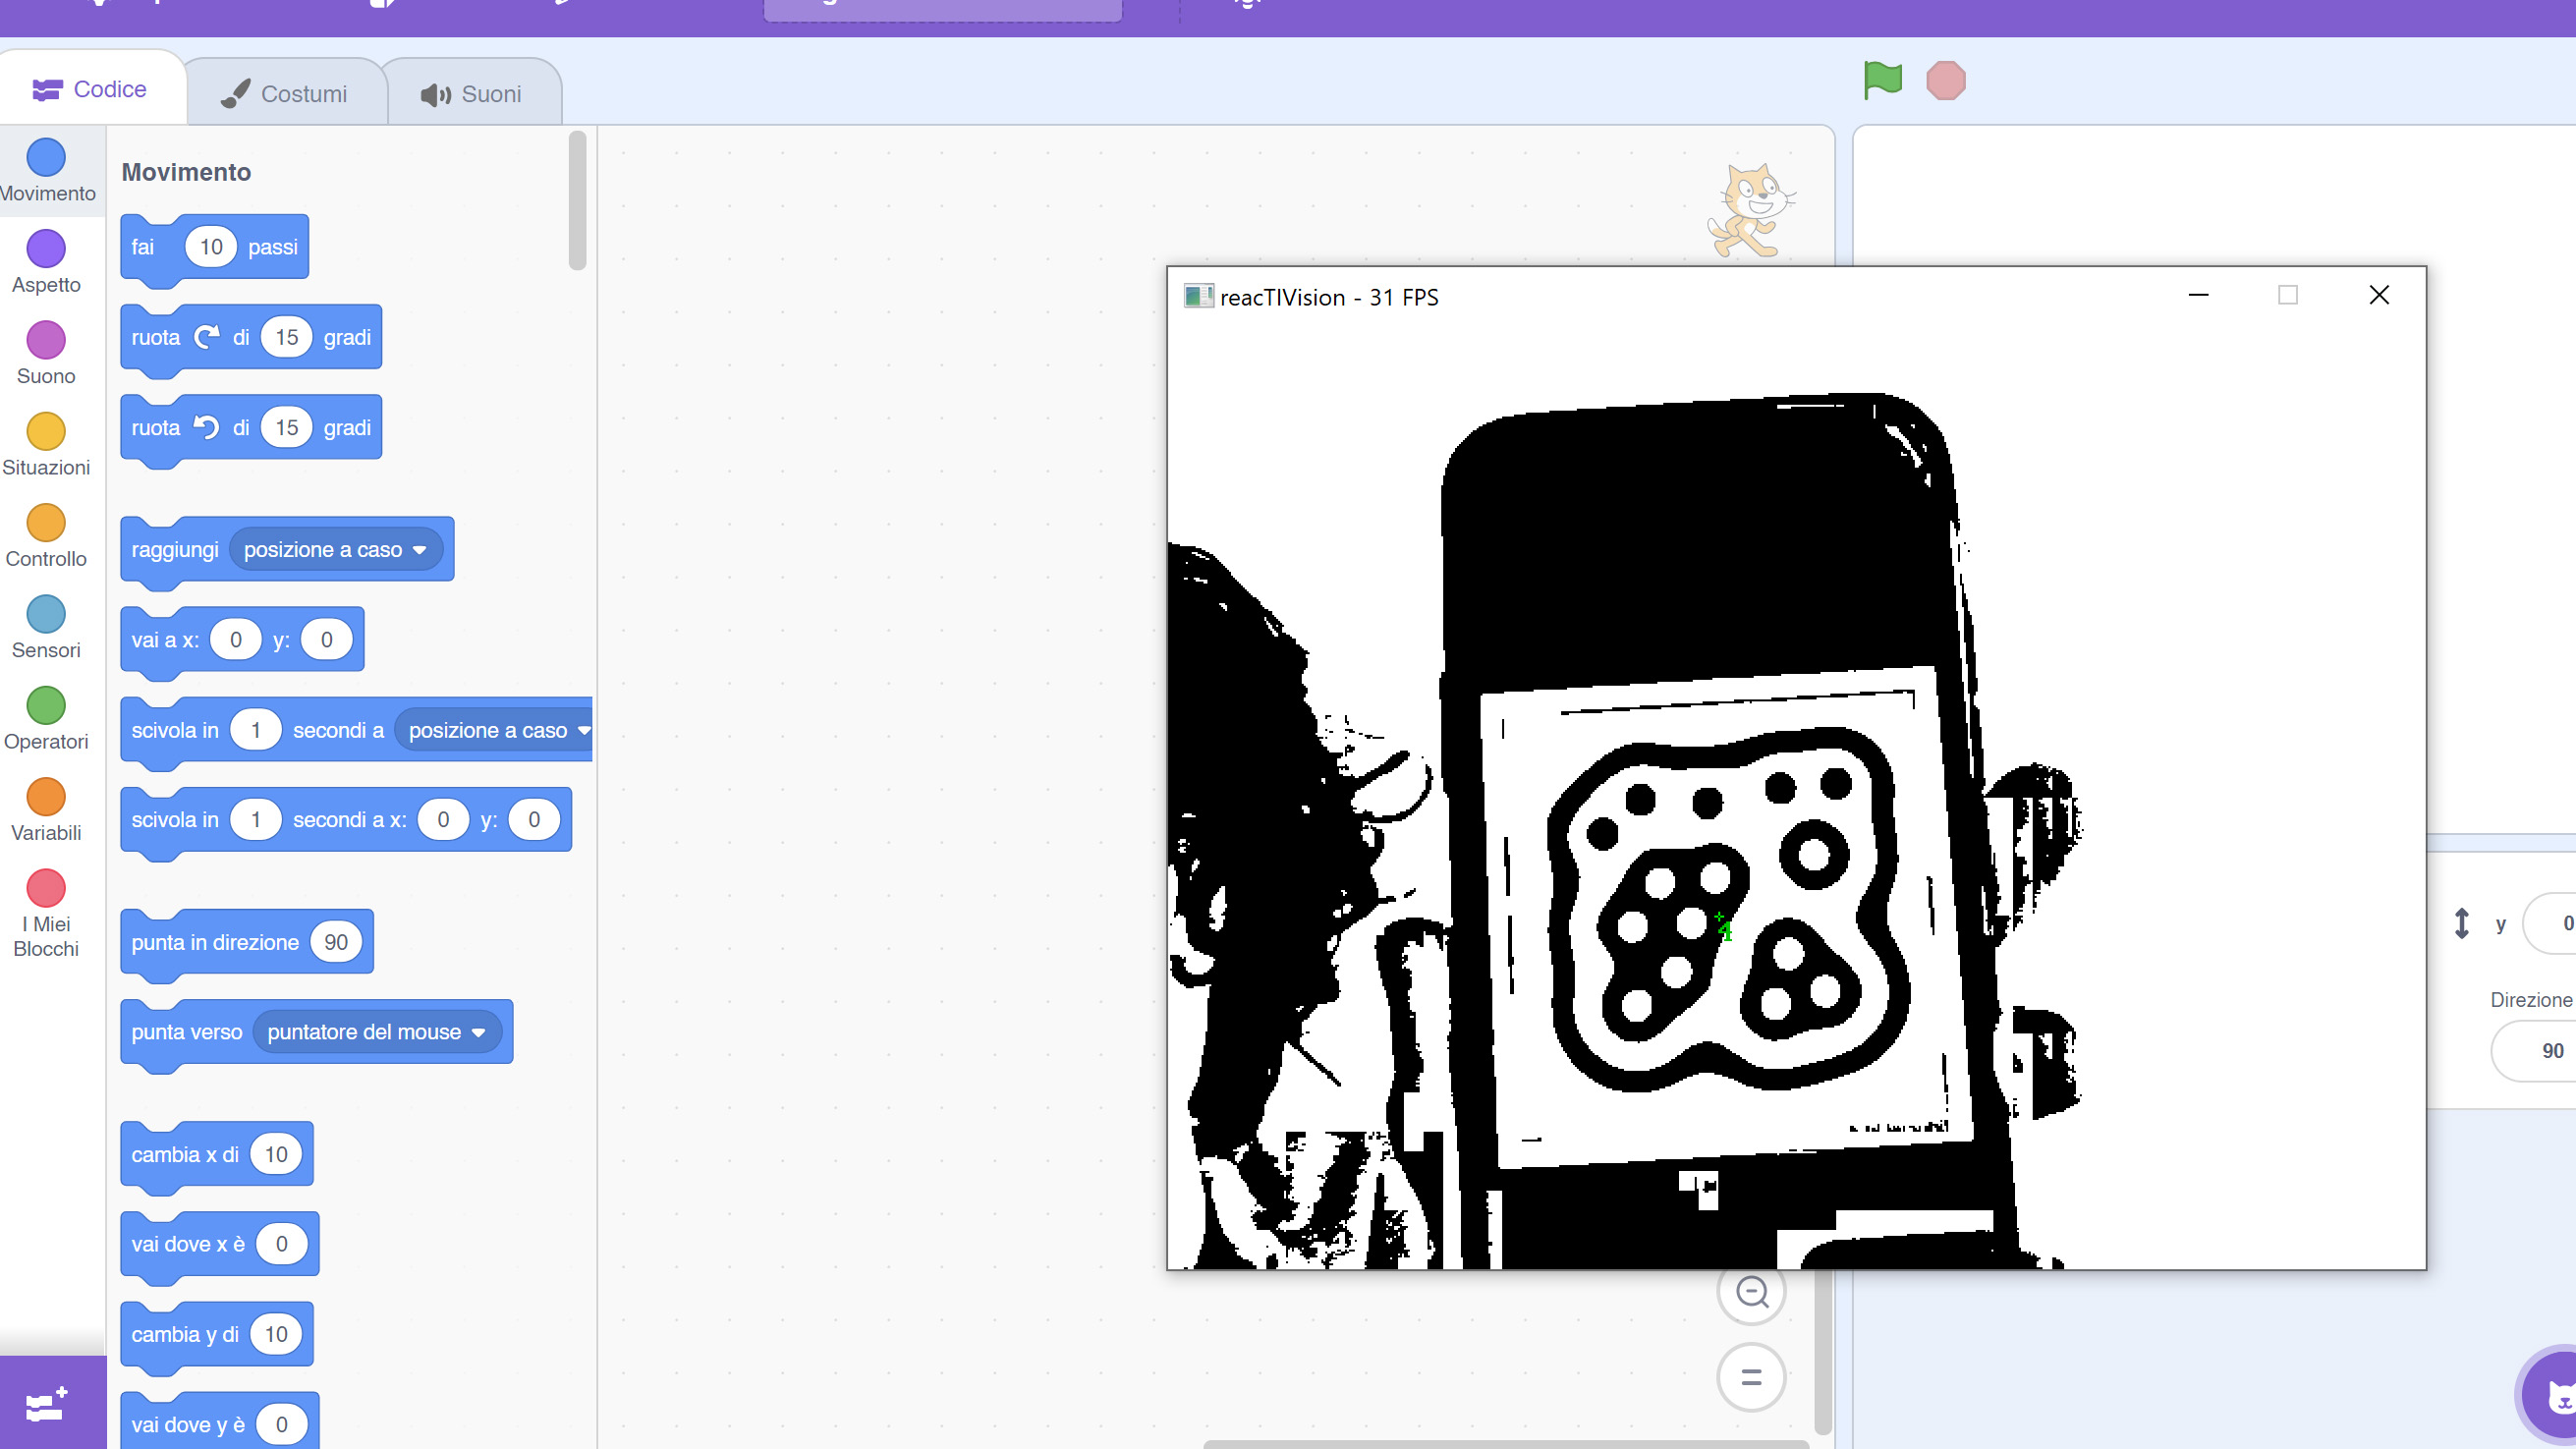 Codice
Costumi
Suoni
Movimento
Aspetto
Suono
Situazioni
Controllo
Sensori
Operatori
Variabili
I Miei
Blocchi
Movimento
fai 10 passi
ruota di 15 gradi
ruota di 15 gradi
raggiungi posizione a caso
vai a x: 0 y: 0
scivola in 1 secondi a posizione a caso
scivola in 1 secondi a x: 0 y: 0
punta in direzione 90
punta verso puntatore del mouse
cambia x di 10
vai dove x è 0
cambia y di 10
vai dove y è 0
reacTIVision - 31 FPS
4
y 0
Direzione
90